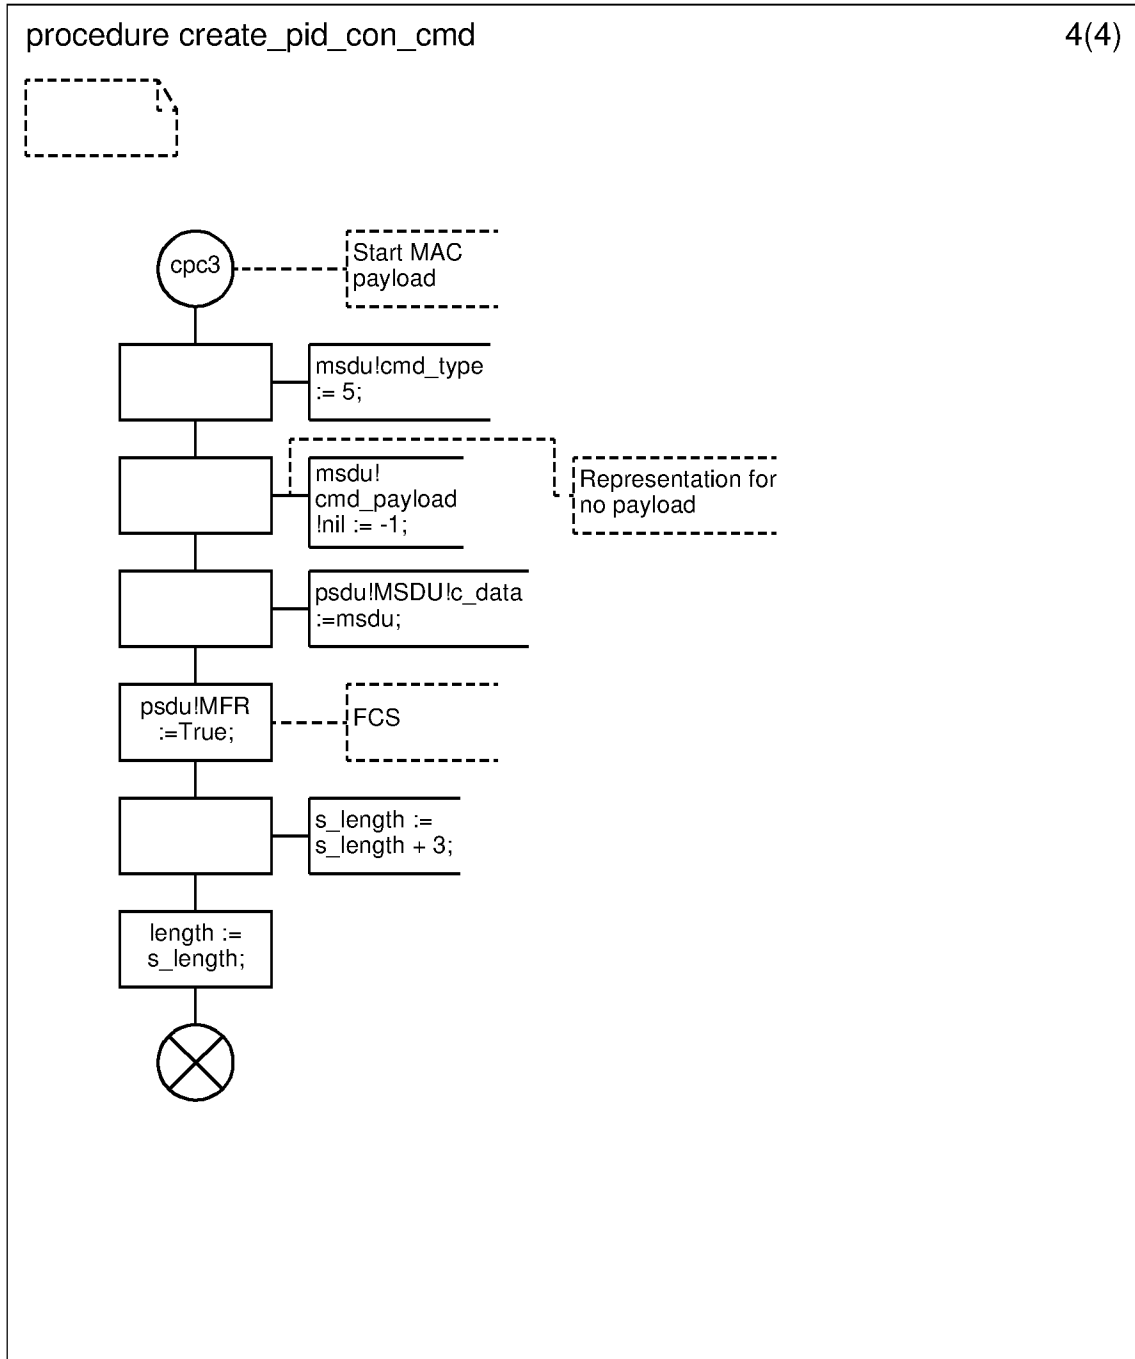 procedure create_pid_con_cmd
4(4)
cpc3
Start MAC
payload
msdu!cmd_type
:= 5;
msdu!
cmd_payload
!nil := -1;
Representation for
no payload
psdu!MSDU!c_data
:=msdu;
psdu!MFR
:=True;
FCS
s_length :=
s_length + 3;
length :=
s_length;